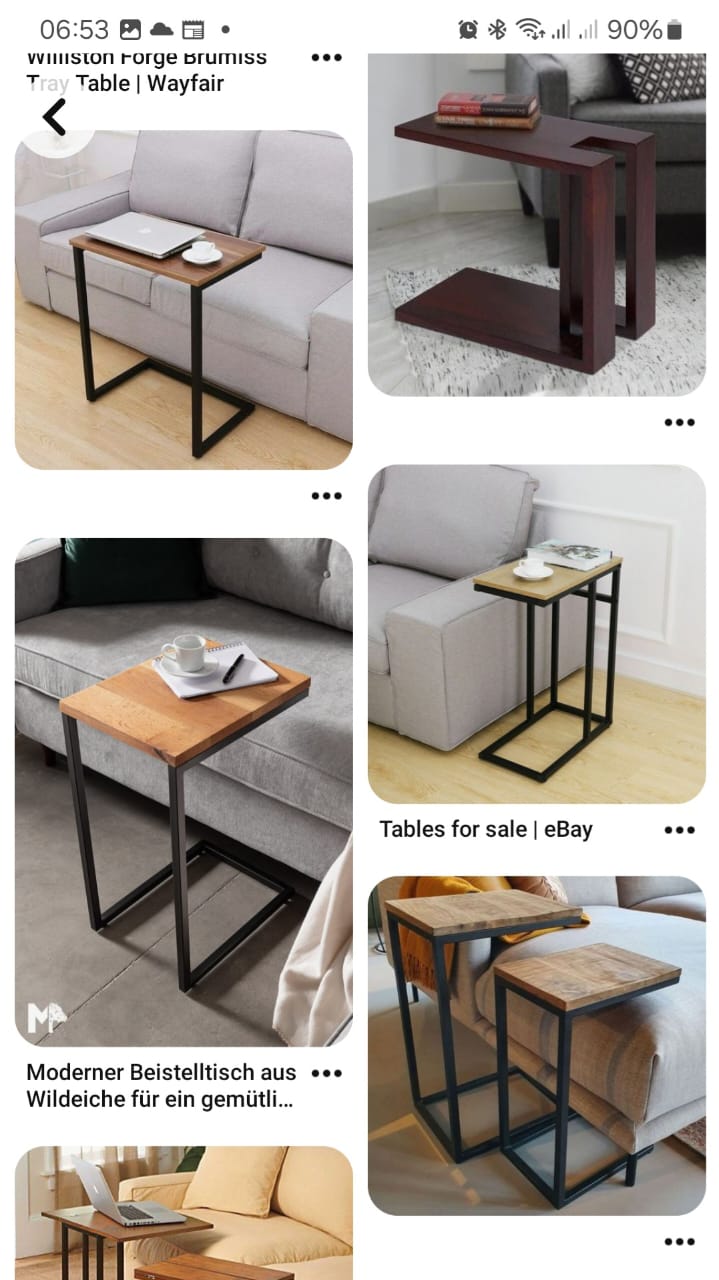 06:53
90%
Williston Forge Brumiss
Tray Table | Wayfair
Tables for sale | eBay
Moderner Beistelltisch aus
Wildeiche für ein gemütli...